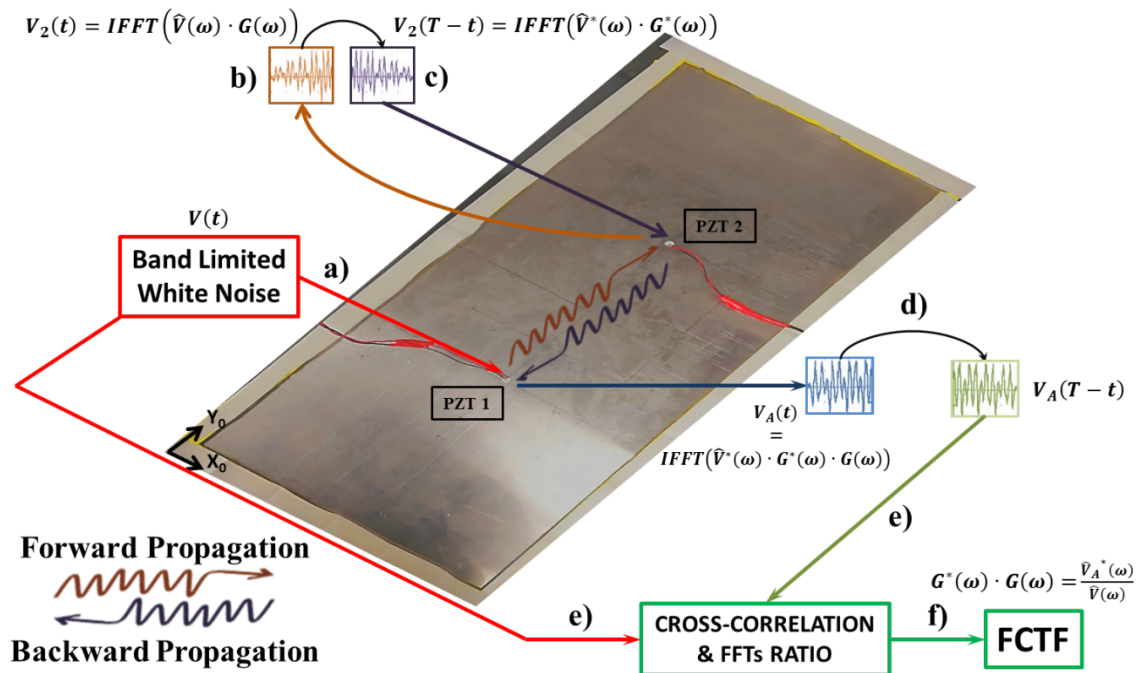 V₂(t) = IFFT(V̂(ω) · G(ω))
V₂(T − t) = IFFT(V̂*(ω) · G*(ω))
b)
c)
PZT 2
V(t)
Band Limited
White Noise
a)
d)
PZT 1
V_A(t)
=
IFFT(V̂*(ω) · G*(ω) · G(ω))
V_A(T − t)
Y₀
X₀
e)
Forward Propagation
Backward Propagation
e)
CROSS-CORRELATION
& FFTs RATIO
f)
G*(ω) · G(ω) = V̂_A*(ω) / V̂(ω)
FCTF